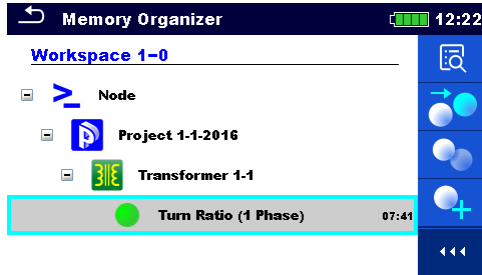 Memory Organizer 12:22
Workspace 1-0
Node
Project 1-1-2016
Transformer 1-1
Turn Ratio (1 Phase) 07:41